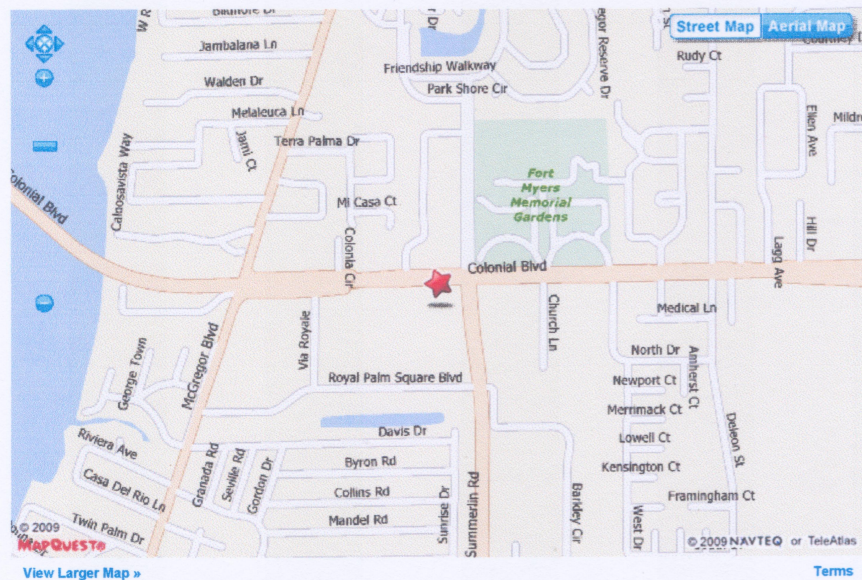 Biltmore Dr
Street Map
Aerial Map
Jambalana Ln
Friendship Walkway
Rudy Ct
Walden Dr
Park Shore Cir
Melaleuca Ln
Jami Ct
Terra Palma Dr
Ellen Ave
Caloosavista Way
Fort
Myers
Memorial
Gardens
Mi Casa Ct
Colonial Blvd
Colonia Cir
Hill Dr
Lagg Ave
Colonial Blvd
Via Royale
Church Ln
Medical Ln
McGregor Blvd
George Town
North Dr
Amherst Ct
Royal Palm Square Blvd
Newport Ct
Merrimack Ct
Deleon St
Davis Dr
Riviera Ave
Lowell Ct
Granada Rd
Seville Rd
Gordon Dr
Byron Rd
Kensington Ct
Casa Del Rio Ln
Collins Rd
Sunrise Dr
Summerlin Rd
Barkley Cir
Framingham Ct
Twin Palm Dr
Mandel Rd
West Dr
© 2009
MAPQUEST®
© 2009 NAVTEQ or TeleAtlas
View Larger Map »
Terms